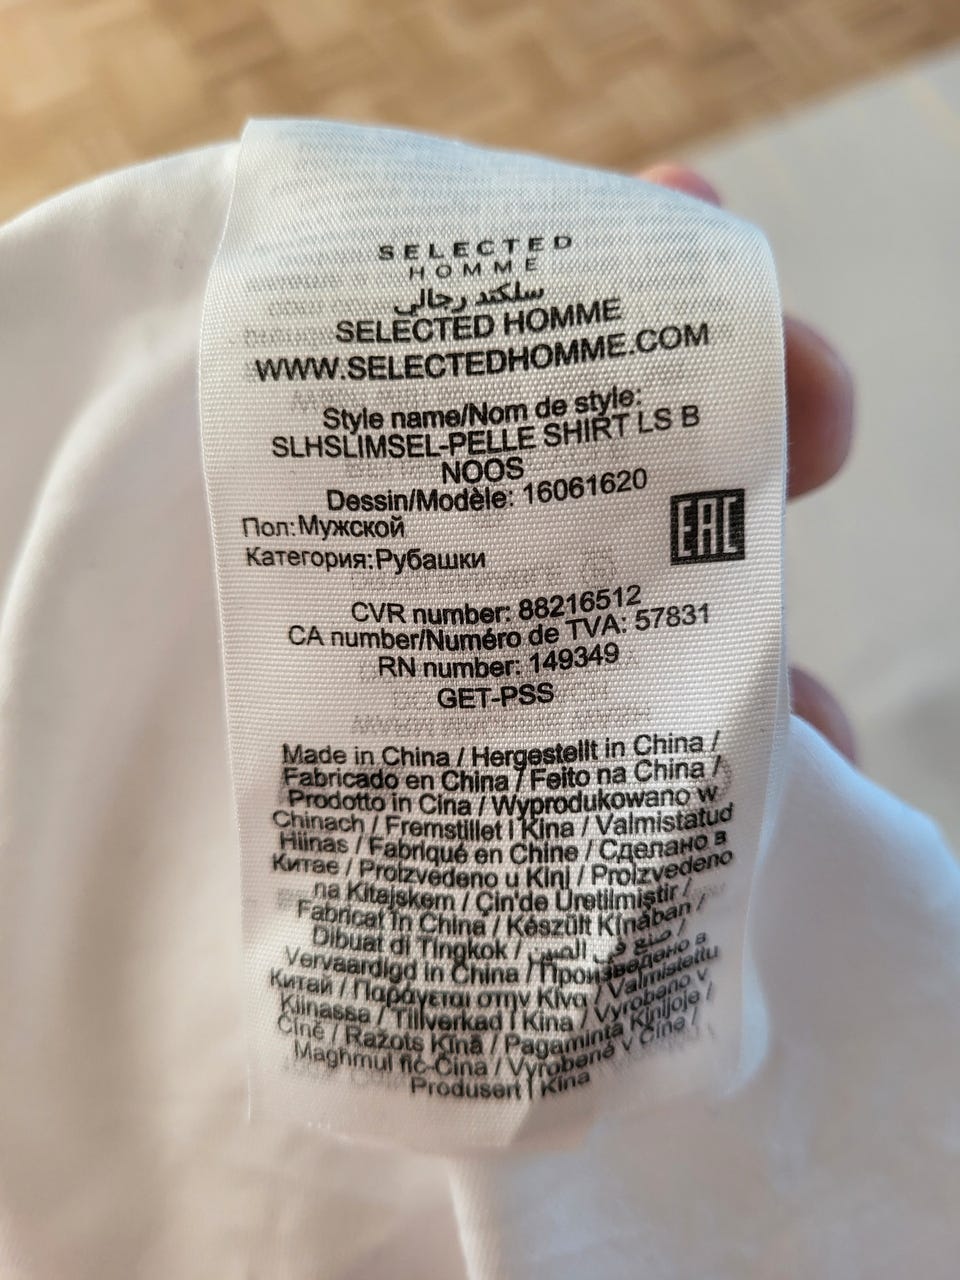 SELECTED
HOMME
سلكتد رجالي
SELECTED HOMME
WWW.SELECTEDHOMME.COM
Style name/Nom de style:
SLHSLIMSEL-PELLE SHIRT LS B
NOOS
Dessin/Modèle: 16061620
Пол:Мужской
Категория:Рубашки
EAC
CVR number: 88216512
CA number/Numéro de TVA: 57831
RN number: 149349
GET-PSS
Made in China / Hergestellt in China /
Fabricado en China / Feito na China /
Prodotto in Cina / Wyprodukowano w
Chinach / Fremstillet i Kina / Valmistatud
Hiinas / Fabriqué en Chine / Сделано в
Китае / Proizvedeno u Kini / Proizvedeno
na Kitajskem / Çin'de Üretilmiştir /
Fabricat în China / Készült Kínában /
Dibuat di Tingkok / صنع في الصين /
Vervaardigd in China / Произведено в
Китай / Παράγεται στην Κίνα / Valmistettu
Kiinassa / Tillverkad i Kina / Vyrobeno v
Číně / Ražots Ķīnā / Pagaminta Kinijoje /
Magħmul fiċ-Ċina / Vyrobené v Číne /
Produsert i Kina